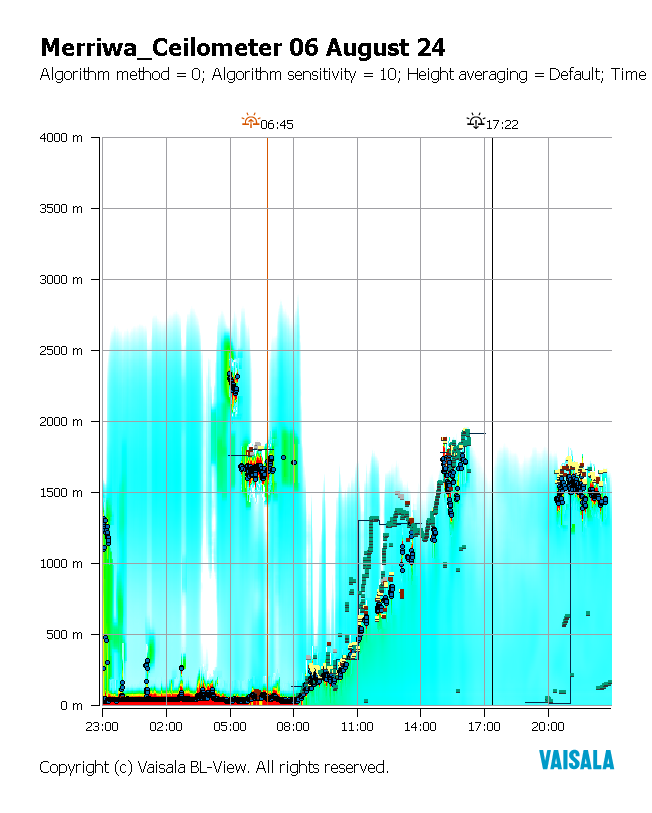 Merriwa_Ceilometer 06 August 24
Algorithm method = 0; Algorithm sensitivity = 10; Height averaging = Default; Time
06:45 17:22
4000 m
3500 m
3000 m
2500 m
2000 m
1500 m
1000 m
500 m
0 m
23:00 02:00 05:00 08:00 11:00 14:00 17:00 20:00
VAISALA
Copyright (c) Vaisala BL-View. All rights reserved.